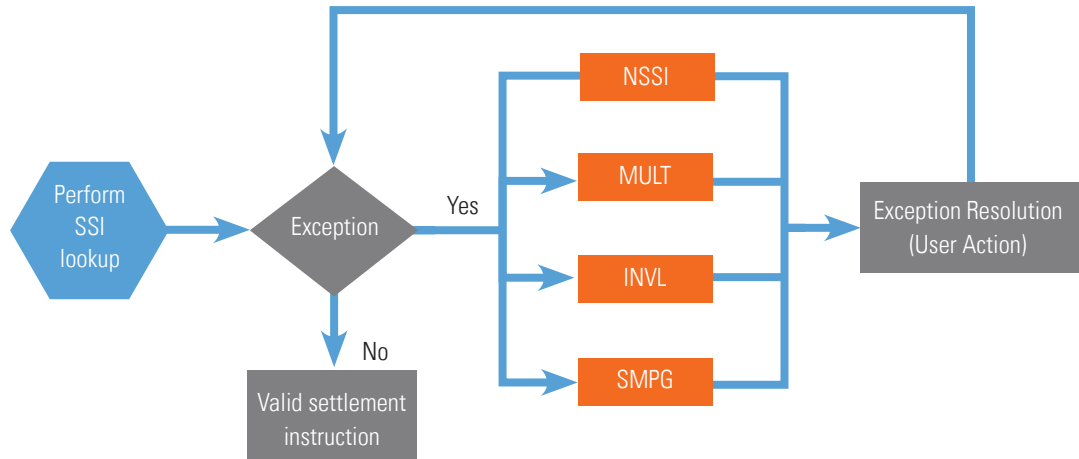 Perform
SSI
lookup
Exception
Yes
No
Valid settlement
instruction
NSSI
MULT
INVL
SMPG
Exception Resolution
(User Action)